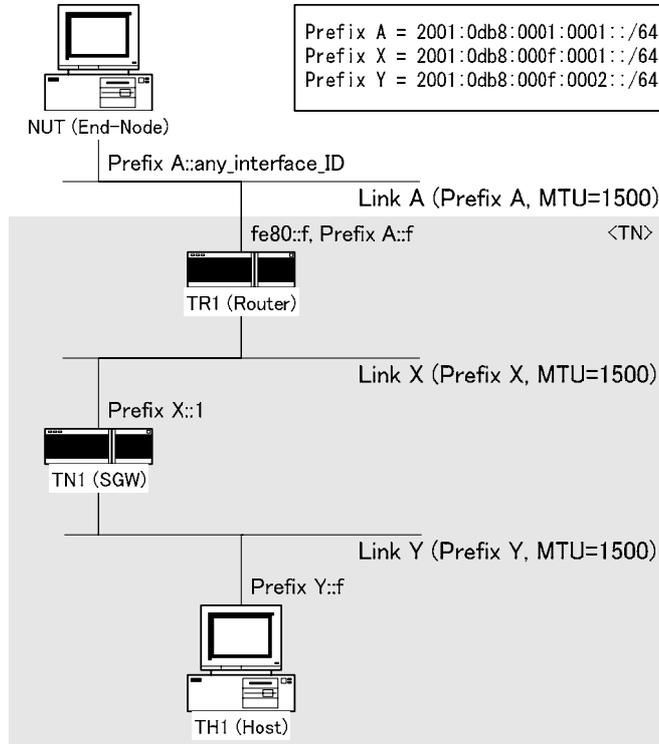 Prefix A = 2001:0db8:0001:0001::/64
Prefix X = 2001:0db8:000f:0001::/64
Prefix Y = 2001:0db8:000f:0002::/64
NUT (End-Node)
Prefix A::any_interface_ID
Link A (Prefix A, MTU=1500)
fe80::f, Prefix A::f
<TN>
TR1 (Router)
Link X (Prefix X, MTU=1500)
Prefix X::1
TN1 (SGW)
Link Y (Prefix Y, MTU=1500)
Prefix Y::f
TH1 (Host)